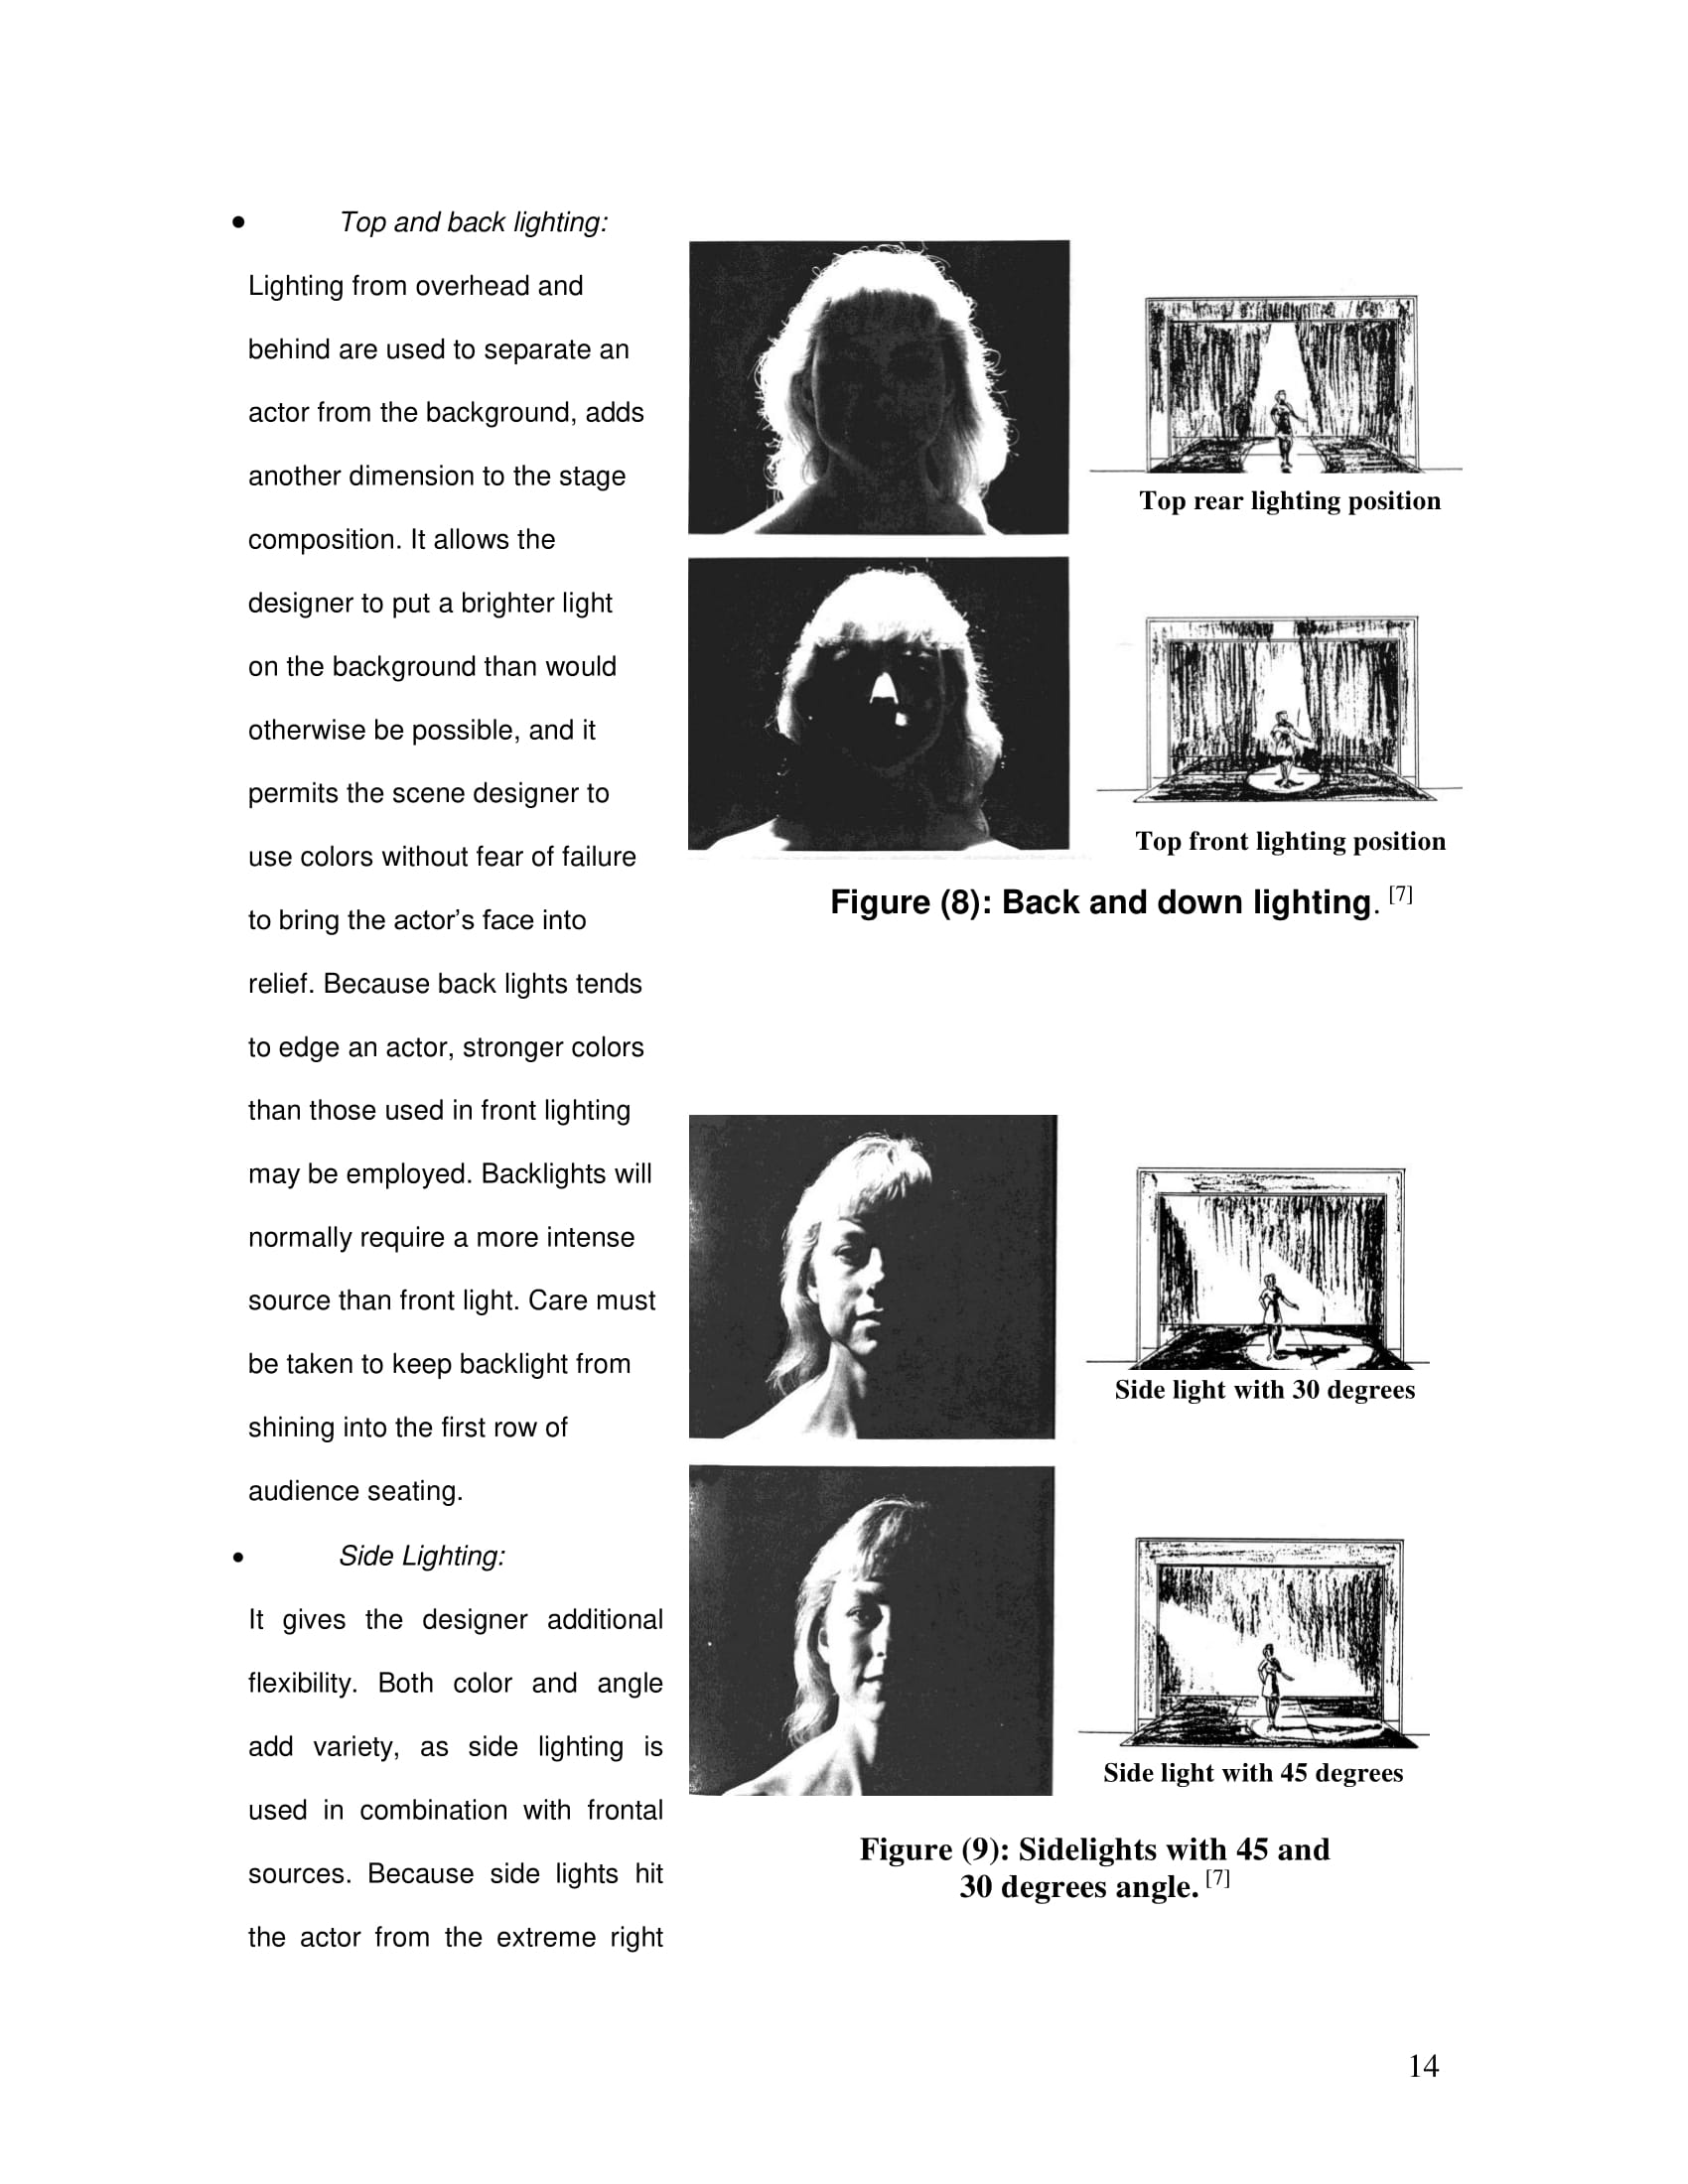 • Top and back lighting:
Lighting from overhead and
behind are used to separate an
actor from the background, adds
another dimension to the stage
composition. It allows the
designer to put a brighter light
on the background than would
otherwise be possible, and it
permits the scene designer to
use colors without fear of failure
to bring the actor’s face into
relief. Because back lights tends
to edge an actor, stronger colors
than those used in front lighting
may be employed. Backlights will
normally require a more intense
source than front light. Care must
be taken to keep backlight from
shining into the first row of
audience seating.
• Side Lighting:
It gives the designer additional
flexibility. Both color and angle
add variety, as side lighting is
used in combination with frontal
sources. Because side lights hit
the actor from the extreme right
Top rear lighting position
Top front lighting position
Figure (8): Back and down lighting. [7]
Side light with 30 degrees
Side light with 45 degrees
Figure (9): Sidelights with 45 and
30 degrees angle. [7]
14